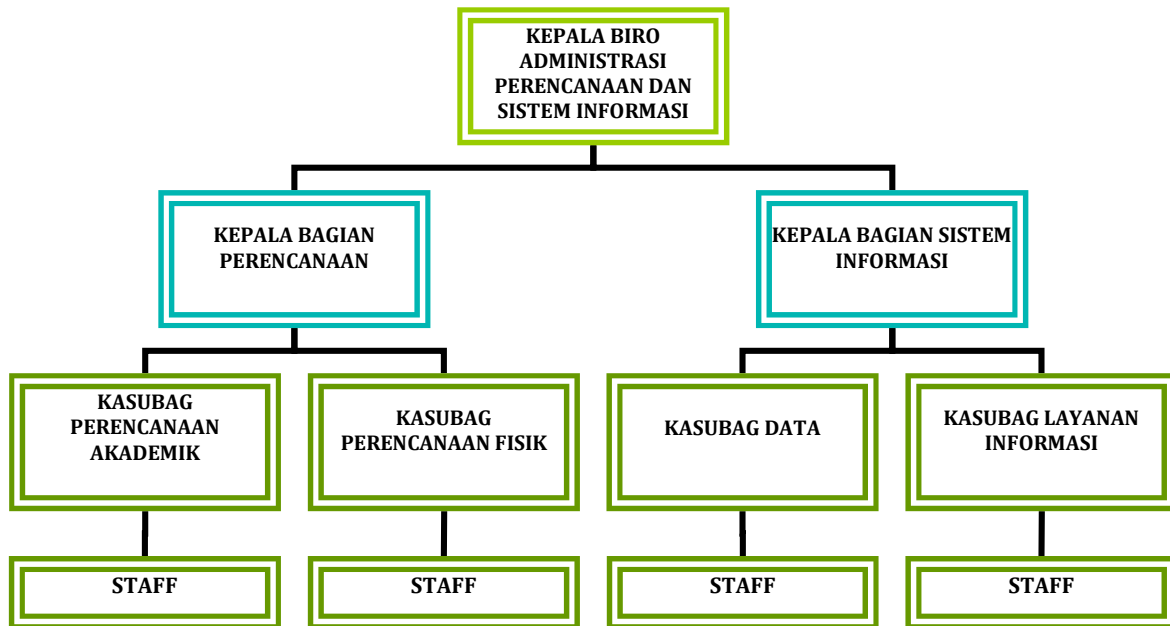 KEPALA BIRO
ADMINISTRASI
PERENCANAAN DAN
SISTEM INFORMASI
KEPALA BAGIAN
PERENCANAAN
KEPALA BAGIAN SISTEM
INFORMASI
KASUBAG
PERENCANAAN
AKADEMIK
KASUBAG
PERENCANAAN FISIK
KASUBAG DATA
KASUBAG LAYANAN
INFORMASI
STAFF
STAFF
STAFF
STAFF